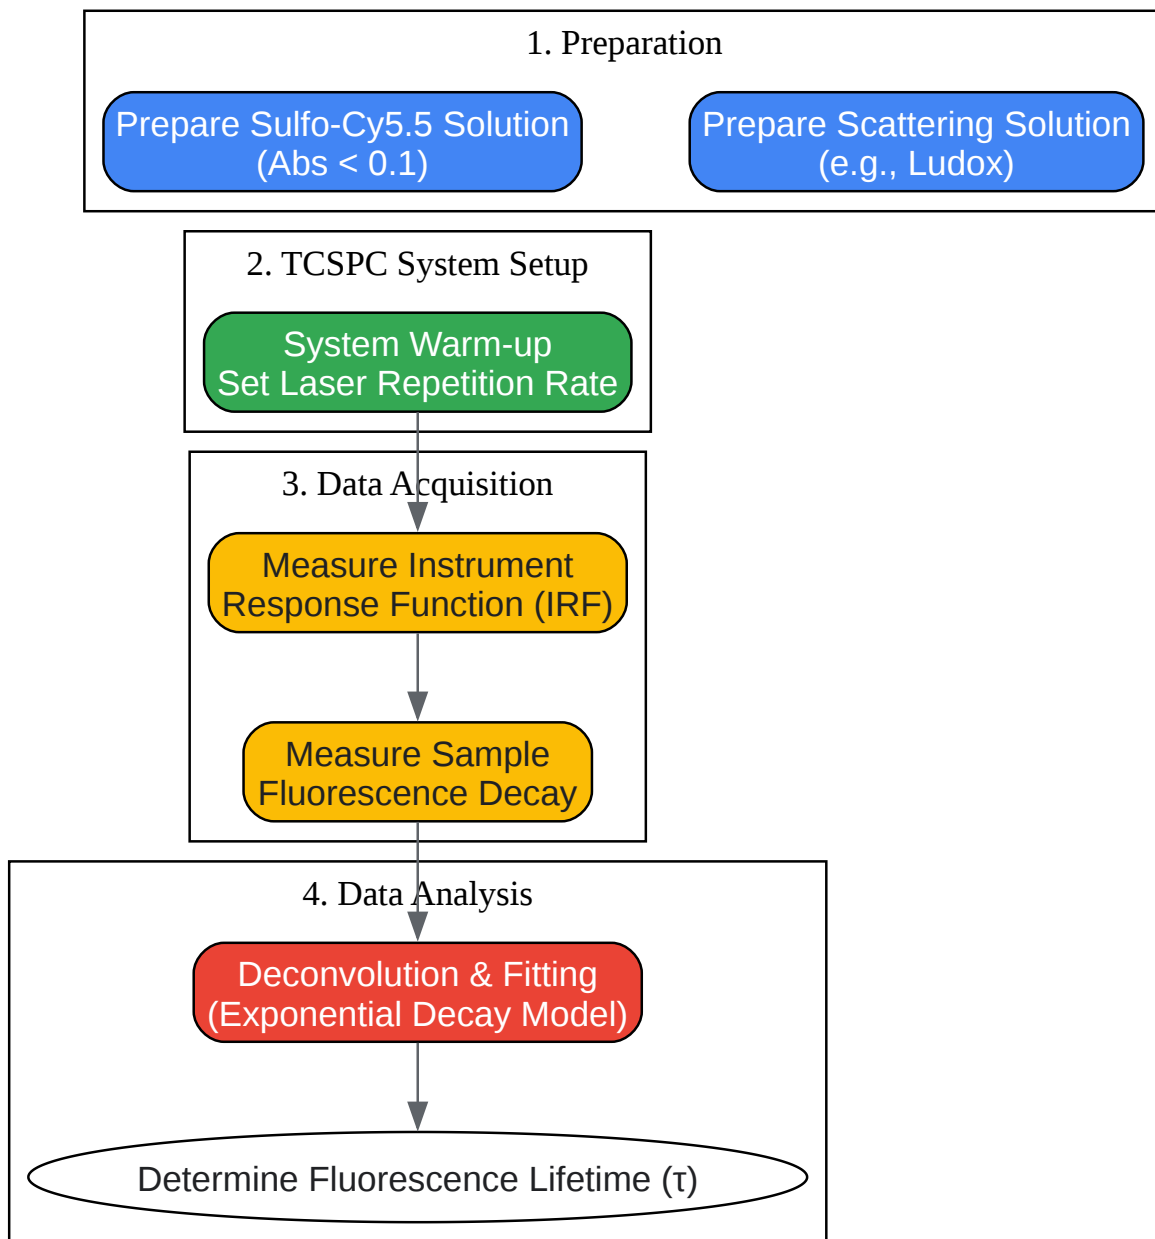 1. Preparation
Prepare Sulfo-Cy5.5 Solution
(Abs < 0.1)
Prepare Scattering Solution
(e.g., Ludox)
2. TCSPC System Setup
System Warm-up
Set Laser Repetition Rate
3. Data Acquisition
Measure Instrument
Response Function (IRF)
Measure Sample
Fluorescence Decay
4. Data Analysis
Deconvolution & Fitting
(Exponential Decay Model)
Determine Fluorescence Lifetime (τ)